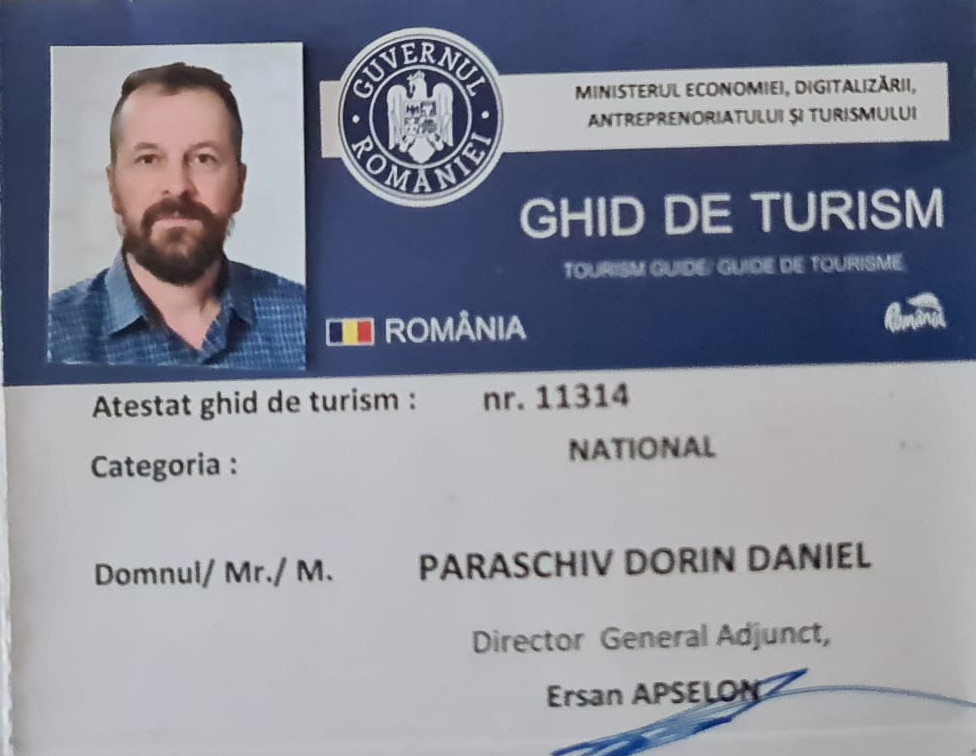 GUVERNUL ROMÂNIEI
MINISTERUL ECONOMIEI, DIGITALIZĂRII,
ANTREPRENORIATULUI ȘI TURISMULUI
GHID DE TURISM
TOURISM GUIDE/ GUIDE DE TOURISME
România
ROMÂNIA
Atestat ghid de turism : nr. 11314
Categoria : NATIONAL
Domnul/ Mr./ M. PARASCHIV DORIN DANIEL
Director General Adjunct,
Ersan APSELON